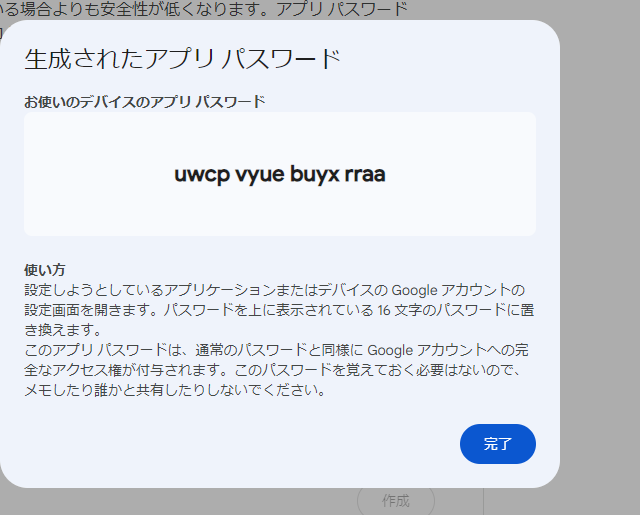 いる場合よりも安全性が低くなります。アプリ パスワード
生成されたアプリ パスワード
お使いのデバイスのアプリ パスワード
uwcp vyue buyx rraa
使い方
設定しようとしているアプリケーションまたはデバイスの Google アカウントの
設定画面を開きます。パスワードを上に表示されている 16 文字のパスワードに置
き換えます。
このアプリ パスワードは、通常のパスワードと同様に Google アカウントへの完
全なアクセス権が付与されます。このパスワードを覚えておく必要はないので、
メモしたり誰かと共有したりしないでください。
完了
作成